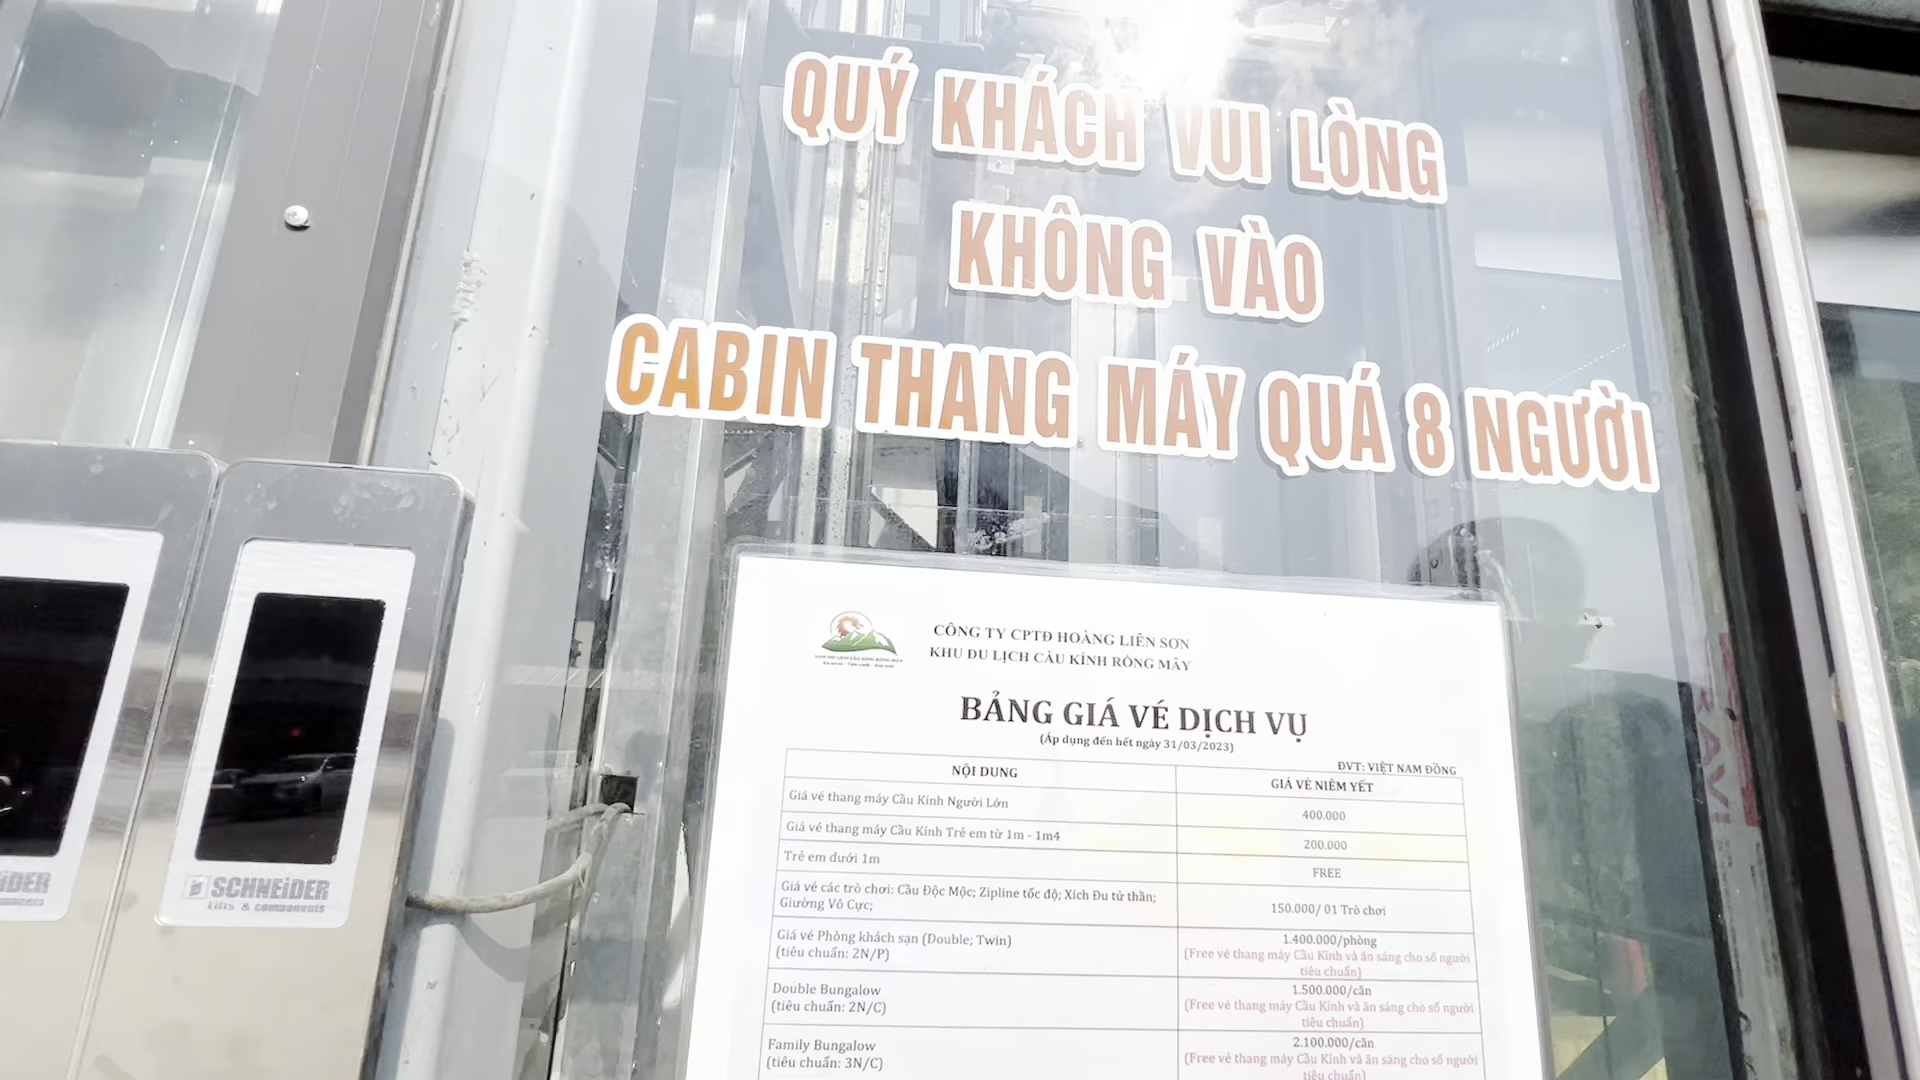 QUÝ KHÁCH VUI LÒNG
KHÔNG VÀO
CABIN THANG MÁY QUÁ 8 NGƯỜI
CÔNG TY CPTĐ HOÀNG LIÊN SƠN
KHU DU LỊCH CẦU KÍNH RỒNG MÂY
BẢNG GIÁ VÉ DỊCH VỤ
(Áp dụng đến hết ngày 31/03/2023)
ĐVT: VIỆT NAM ĐỒNG
NỘI DUNG
GIÁ VÉ NIÊM YẾT
Giá vé thang máy Cầu Kính Người Lớn
400.000
Giá vé thang máy Cầu Kính Trẻ em từ 1m - 1m4
200.000
Trẻ em dưới 1m
FREE
Giá vé các trò chơi: Cầu Độc Mộc; Zipline tốc độ; Xích Đu tử thần;
Giường Vô Cực;
150.000/ 01 Trò chơi
Giá vé Phòng khách sạn (Double; Twin)
(tiêu chuẩn: 2N/P)
1.400.000/phòng
(Free vé thang máy Cầu Kính và ăn sáng cho số người
tiêu chuẩn)
Double Bungalow
(tiêu chuẩn: 2N/C)
1.500.000/căn
(Free vé thang máy Cầu Kính và ăn sáng cho số người
tiêu chuẩn)
Family Bungalow
(tiêu chuẩn: 3N/C)
2.100.000/căn
(Free vé thang máy Cầu Kính và ăn sáng cho số người
tiêu chuẩn)
SCHNEiDER
Lifts & components